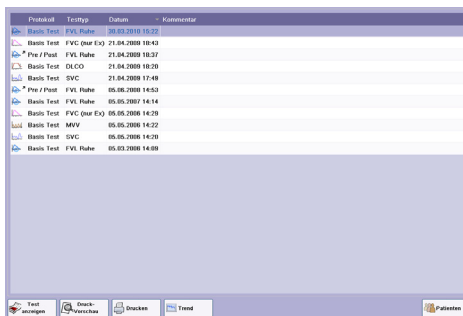 Protokoll Testtyp Datum Kommentar
Basis Test FVL Ruhe 30.03.2010 15:22
Basis Test FVC (nur Ex) 21.04.2009 18:43
Pre / Post FVL Ruhe 21.04.2009 18:37
Basis Test DLCO 21.04.2009 18:20
Basis Test SVC 21.04.2009 17:49
Pre / Post FVL Ruhe 05.06.2008 14:53
Basis Test FVL Ruhe 05.05.2007 14:14
Basis Test FVC (nur Ex) 05.05.2006 14:29
Basis Test MVV 05.05.2006 14:22
Basis Test SVC 05.05.2006 14:20
Basis Test FVL Ruhe 05.03.2006 14:09
Test anzeigen
Druck-Vorschau
Drucken
Trend
Patienten